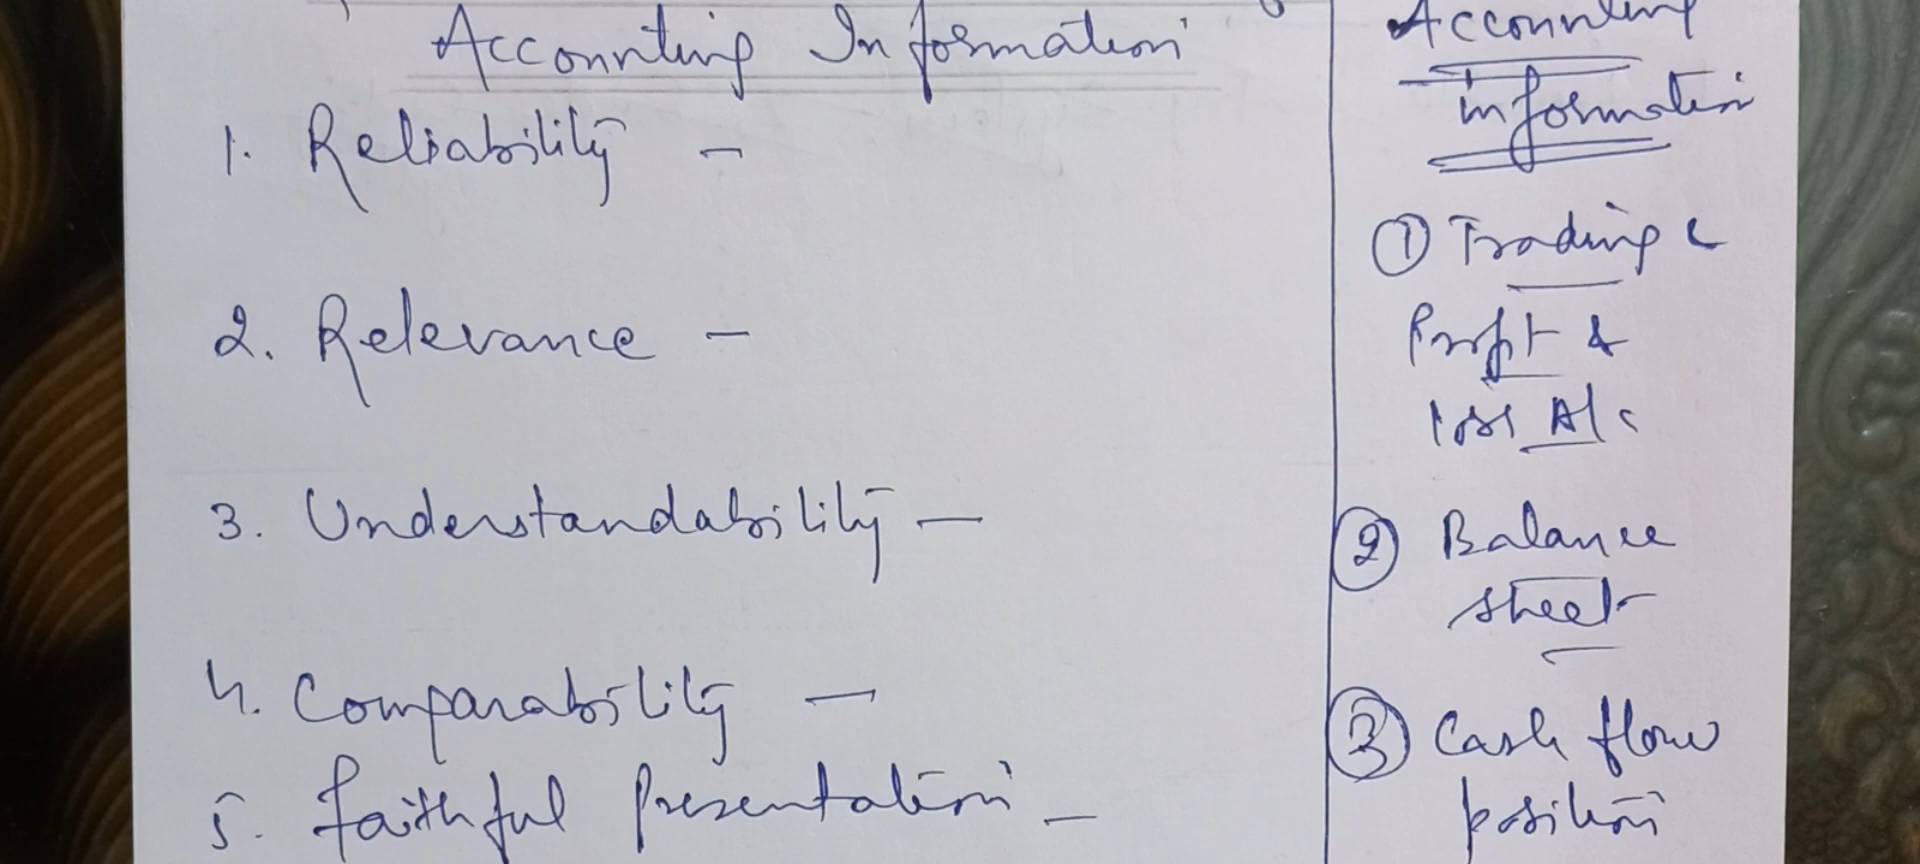 Accounting Information
1. Reliability -
2. Relevance -
3. Understandability -
4. Comparability -
5. faithful Presentation -
Accounting
information
① Trading &
Profit &
loss A/c
② Balance
sheet
③ Cash flow
position